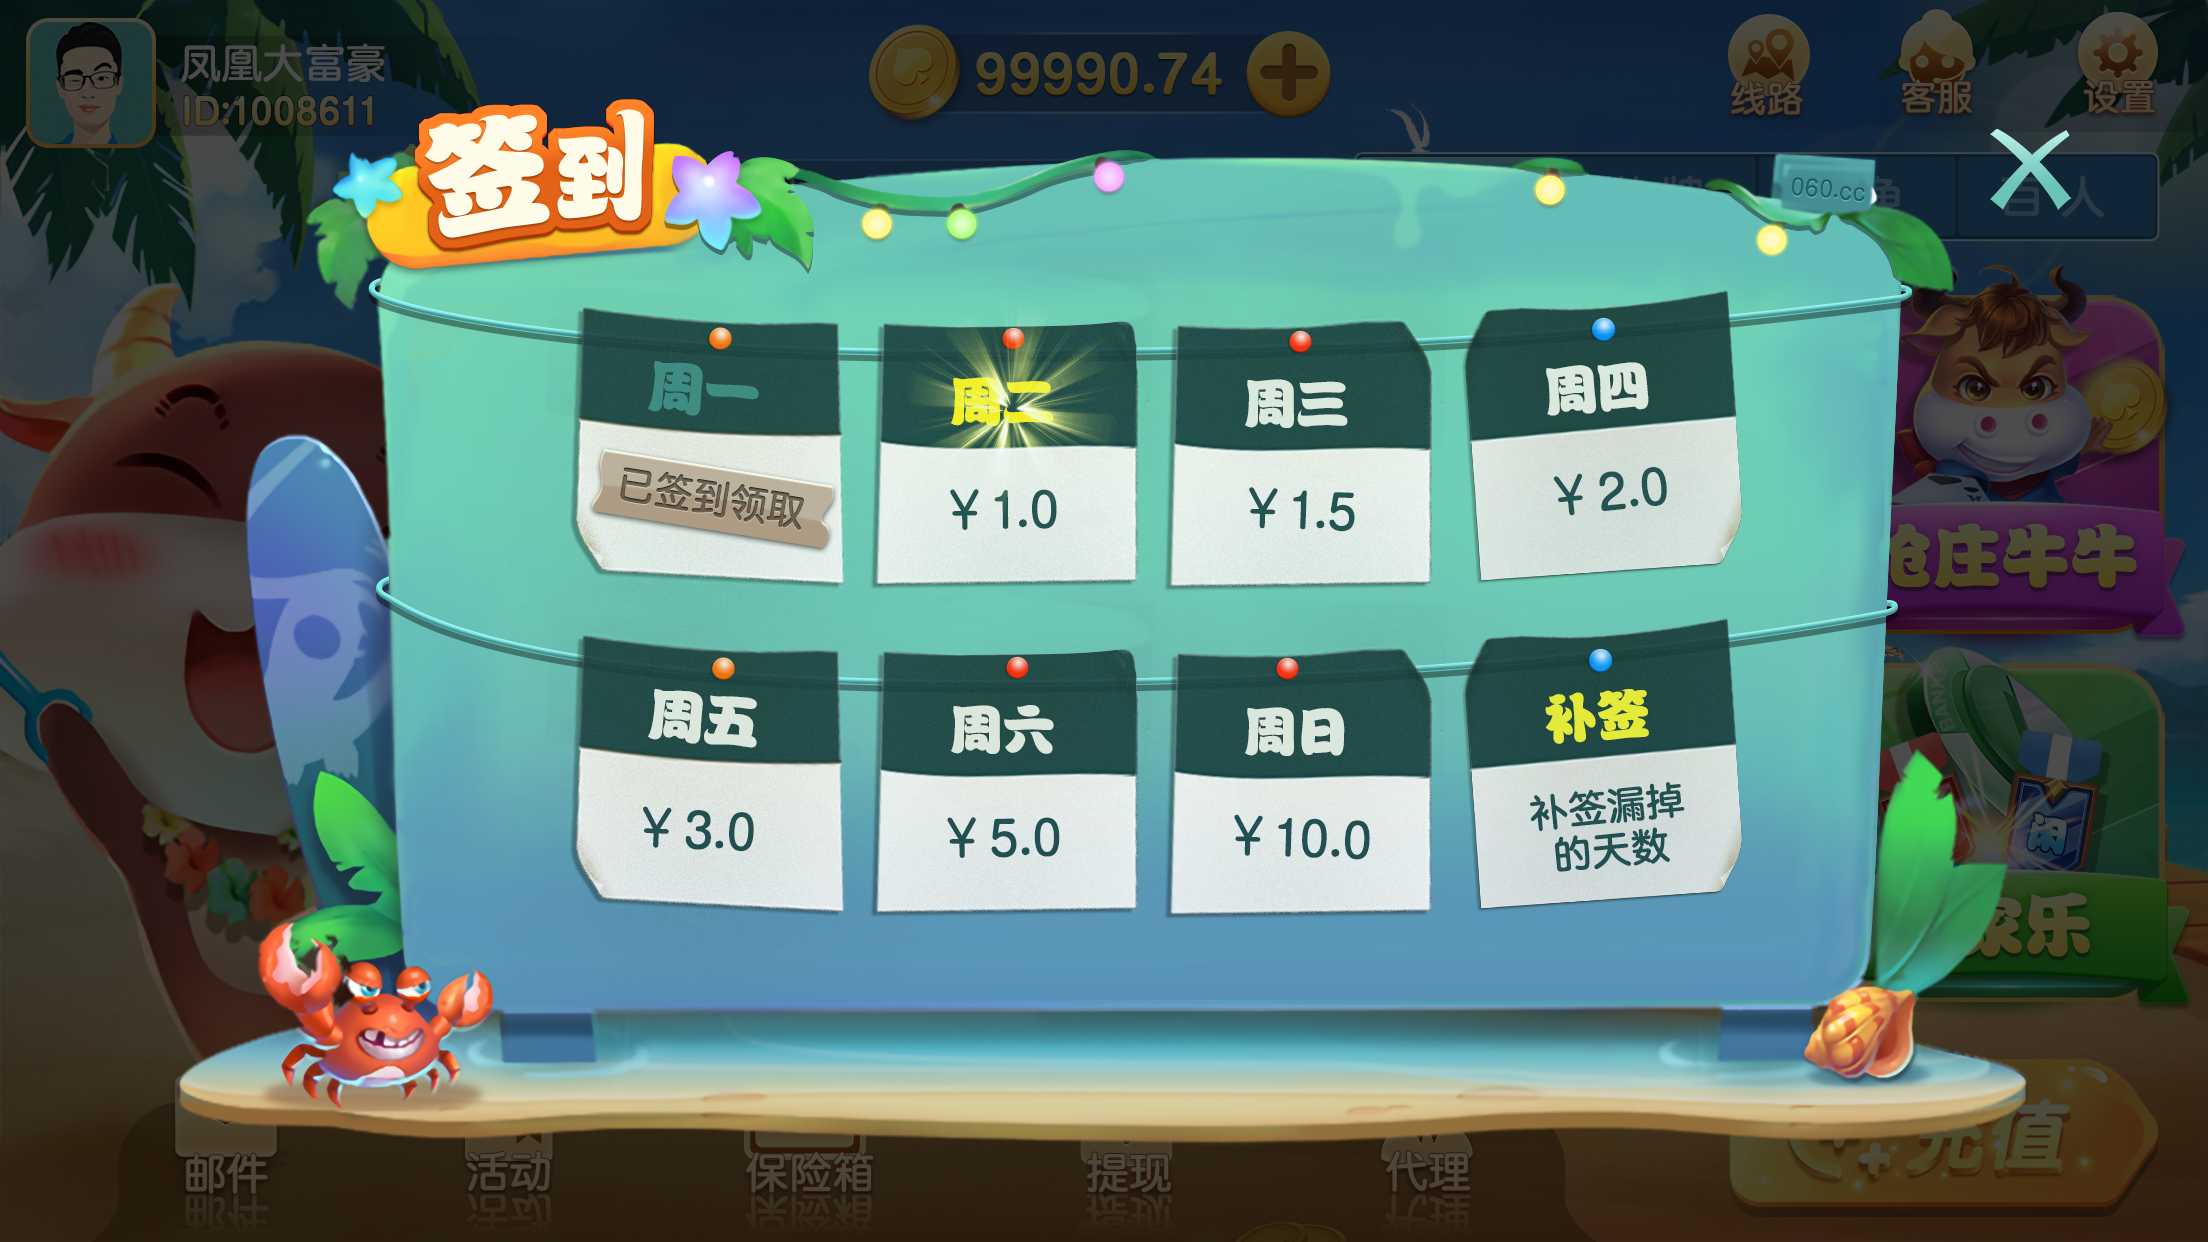 凤凰大富豪
ID:1008611
99990.74
线路
客服
设置
签到
060.cc
百人
周一
已签到领取
周二
¥1.0
周三
¥1.5
周四
¥2.0
抢庄牛牛
周五
¥3.0
周六
¥5.0
周日
¥10.0
补签
补签漏掉
的天数
BANK
闲
家乐
邮件
活动
保险箱
提现
代理
充值